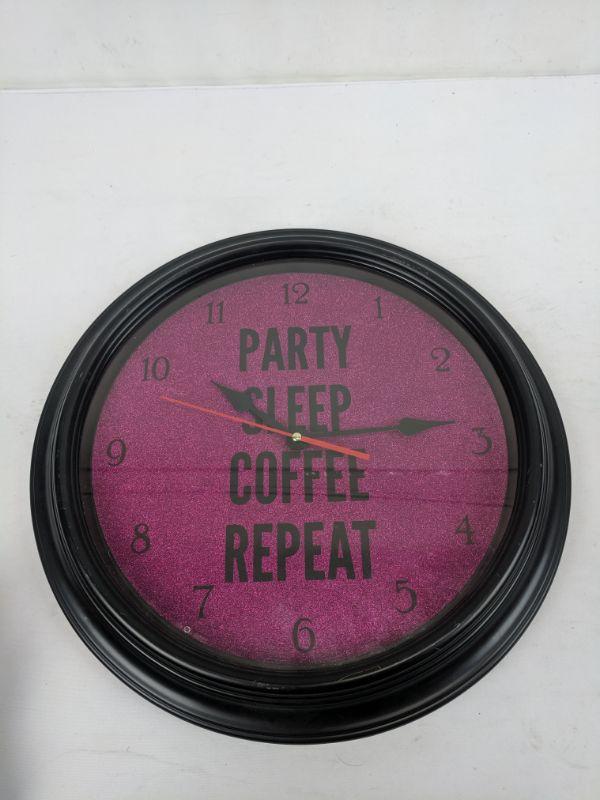 12
11 1
10 2
PARTY
SLEEP
9 3
COFFEE
8 4
REPEAT
7 5
6